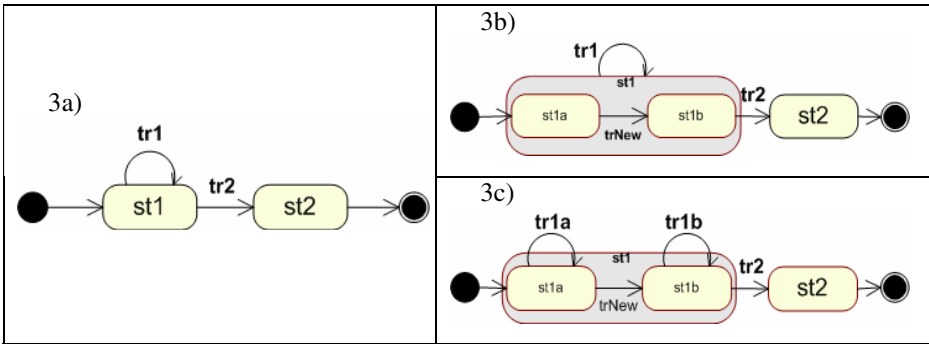 3a)
tr1
tr2
st1
st2
3b)
tr1
st1
tr2
st1a
st1b
st2
trNew
3c)
tr1a
tr1b
st1
tr2
st1a
st1b
st2
trNew